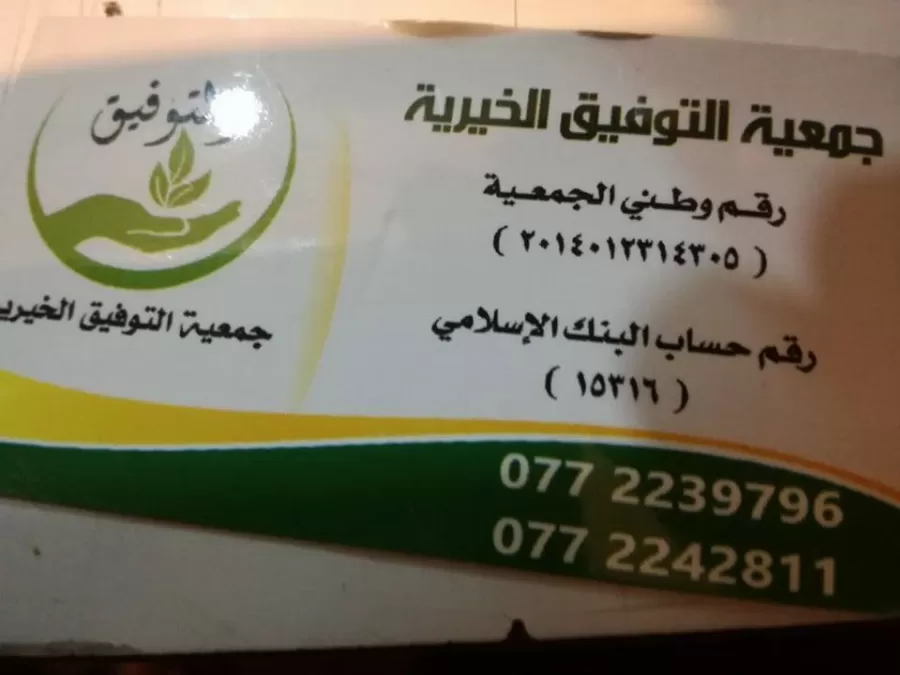 جمعية التوفيق الخيرية
رقم وطني الجمعية
( ٢٠١٤٠١٢٣١٤٣٠٥ )
رقم حساب البنك الإسلامي
( ١٥٣١٦ )
التوفيق
جمعية التوفيق الخيرية
077 2239796
077 2242811